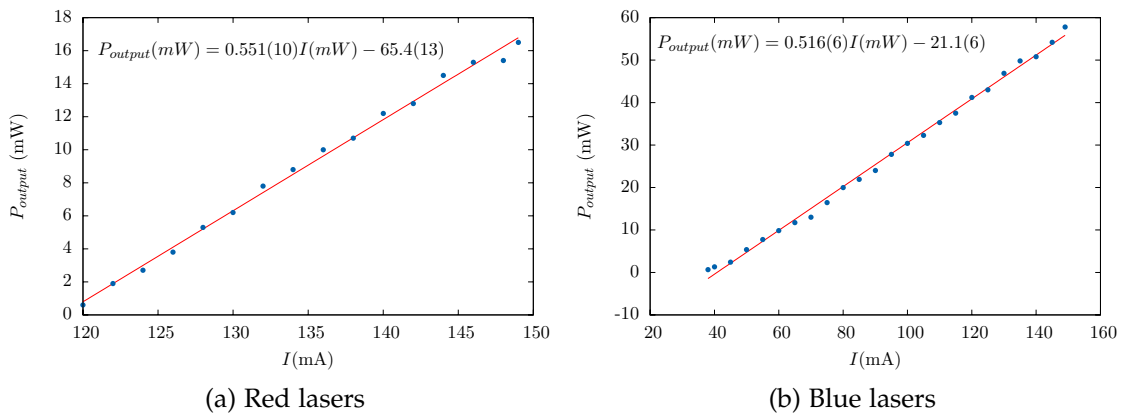 P_output(mW) = 0.551(10)I(mW) − 65.4(13)
P_output (mW)
18
16
14
12
10
8
6
4
2
0
120 125 130 135 140 145 150
I(mA)
(a) Red lasers
P_output(mW) = 0.516(6)I(mW) − 21.1(6)
P_output (mW)
60
50
40
30
20
10
0
-10
20 40 60 80 100 120 140 160
I(mA)
(b) Blue lasers